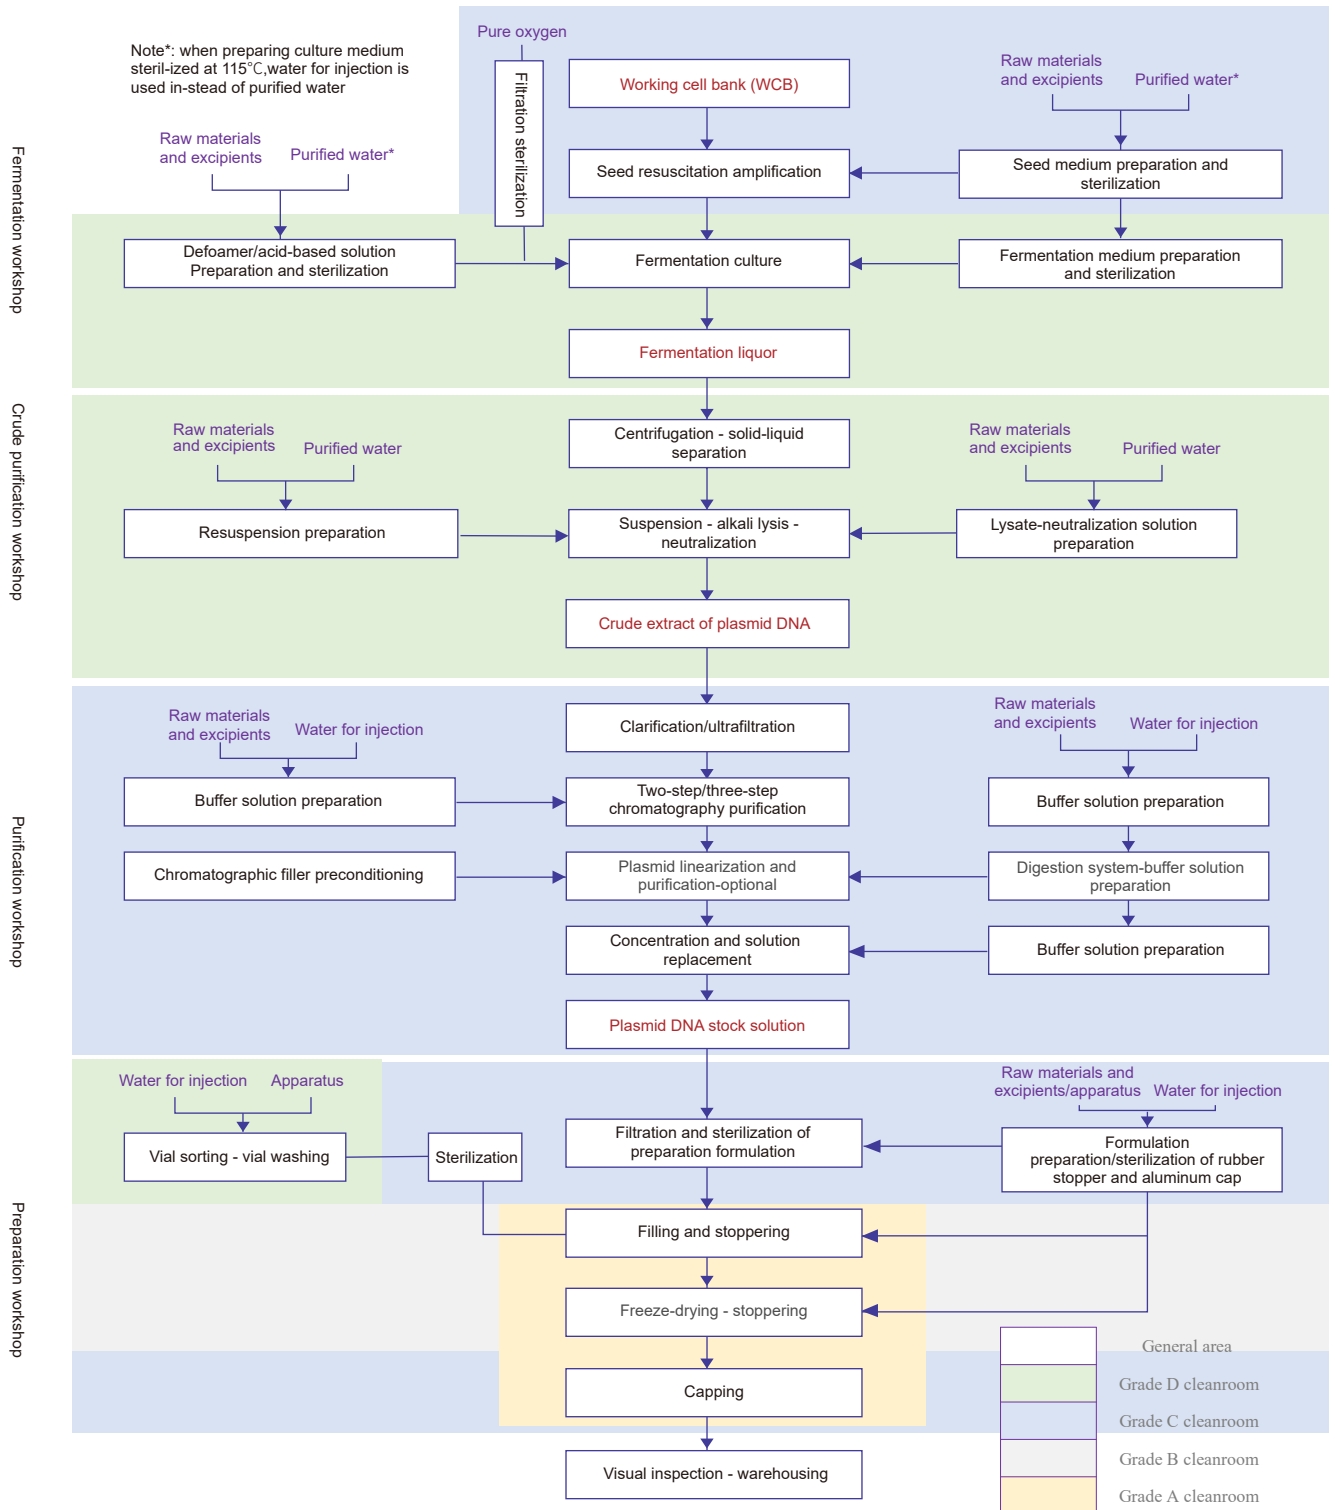 Note*: when preparing culture medium
steril-ized at 115°C,water for injection is
used in-stead of purified water
Pure oxygen
Filtration sterilization
Working cell bank (WCB)
Raw materials
and excipients
Purified water*
Raw materials
and excipients
Purified water*
Seed resuscitation amplification
Seed medium preparation and
sterilization
Fermentation workshop
Defoamer/acid-based solution
Preparation and sterilization
Fermentation culture
Fermentation medium preparation
and sterilization
Fermentation liquor
Crude purification workshop
Centrifugation - solid-liquid
separation
Raw materials
and excipients
Purified water
Raw materials
and excipients
Purified water
Resuspension preparation
Suspension - alkali lysis -
neutralization
Lysate-neutralization solution
preparation
Crude extract of plasmid DNA
Purification workshop
Clarification/ultrafiltration
Raw materials
and excipients
Water for injection
Raw materials
and excipients
Water for injection
Buffer solution preparation
Two-step/three-step
chromatography purification
Buffer solution preparation
Chromatographic filler preconditioning
Plasmid linearization and
purification-optional
Digestion system-buffer solution
preparation
Concentration and solution
replacement
Buffer solution preparation
Plasmid DNA stock solution
Preparation workshop
Water for injection
Apparatus
Raw materials and
excipients/apparatus
Water for injection
Vial sorting - vial washing
Sterilization
Filtration and sterilization of
preparation formulation
Formulation
preparation/sterilization of rubber
stopper and aluminum cap
Filling and stoppering
Freeze-drying - stoppering
Capping
Visual inspection - warehousing
General area
Grade D cleanroom
Grade C cleanroom
Grade B cleanroom
Grade A cleanroom